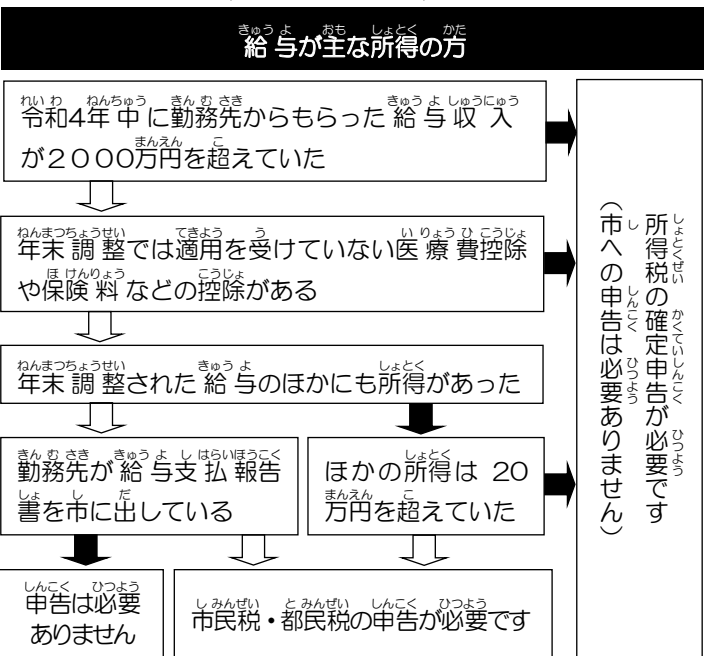 給与が主な所得の方
令和4年中に勤務先からもらった給与収入
が2000万円を超えていた
年末調整では適用を受けていない医療費控除
や保険料などの控除がある
年末調整された給与のほかにも所得があった
勤務先が給与支払報告
書を市に出している
ほかの所得は 20
万円を超えていた
申告は必要
ありません
市民税・都民税の申告が必要です
所得税の確定申告が必要です
（市への申告は必要ありません）